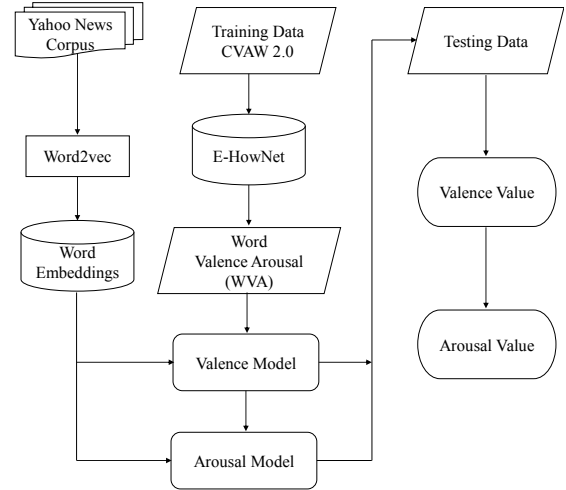 Yahoo News
Corpus
Word2vec
Word
Embeddings
Training Data
CVAW 2.0
E-HowNet
Word
Valence Arousal
(WVA)
Valence Model
Arousal Model
Testing Data
Valence Value
Arousal Value